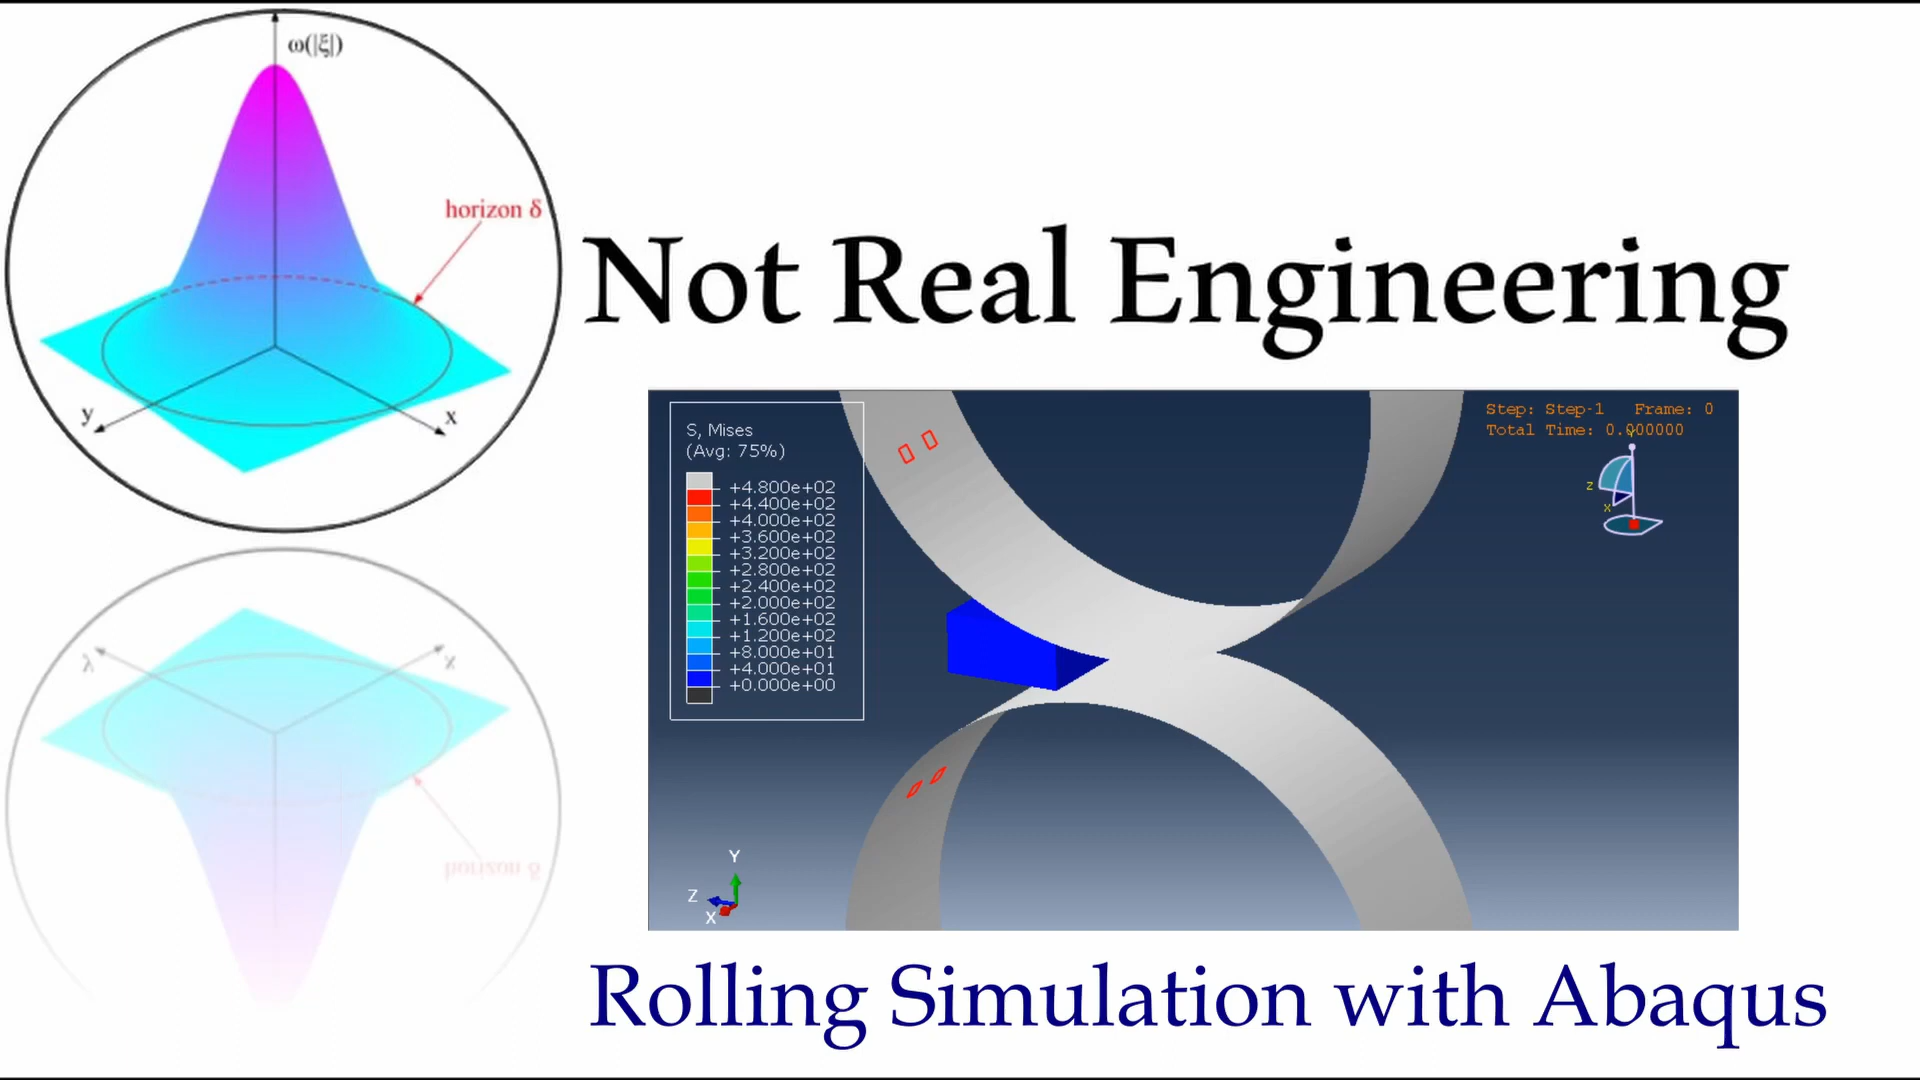 ω(|ξ|)
horizon δ
y
x
Not Real Engineering
S, Mises
(Avg: 75%)
+4.800e+02
+4.400e+02
+4.000e+02
+3.600e+02
+3.200e+02
+2.800e+02
+2.400e+02
+2.000e+02
+1.600e+02
+1.200e+02
+8.000e+01
+4.000e+01
+0.000e+00
Step: Step-1 Frame: 0
Total Time: 0.000000
Y
Z
X
Y
Z
X
Rolling Simulation with Abaqus